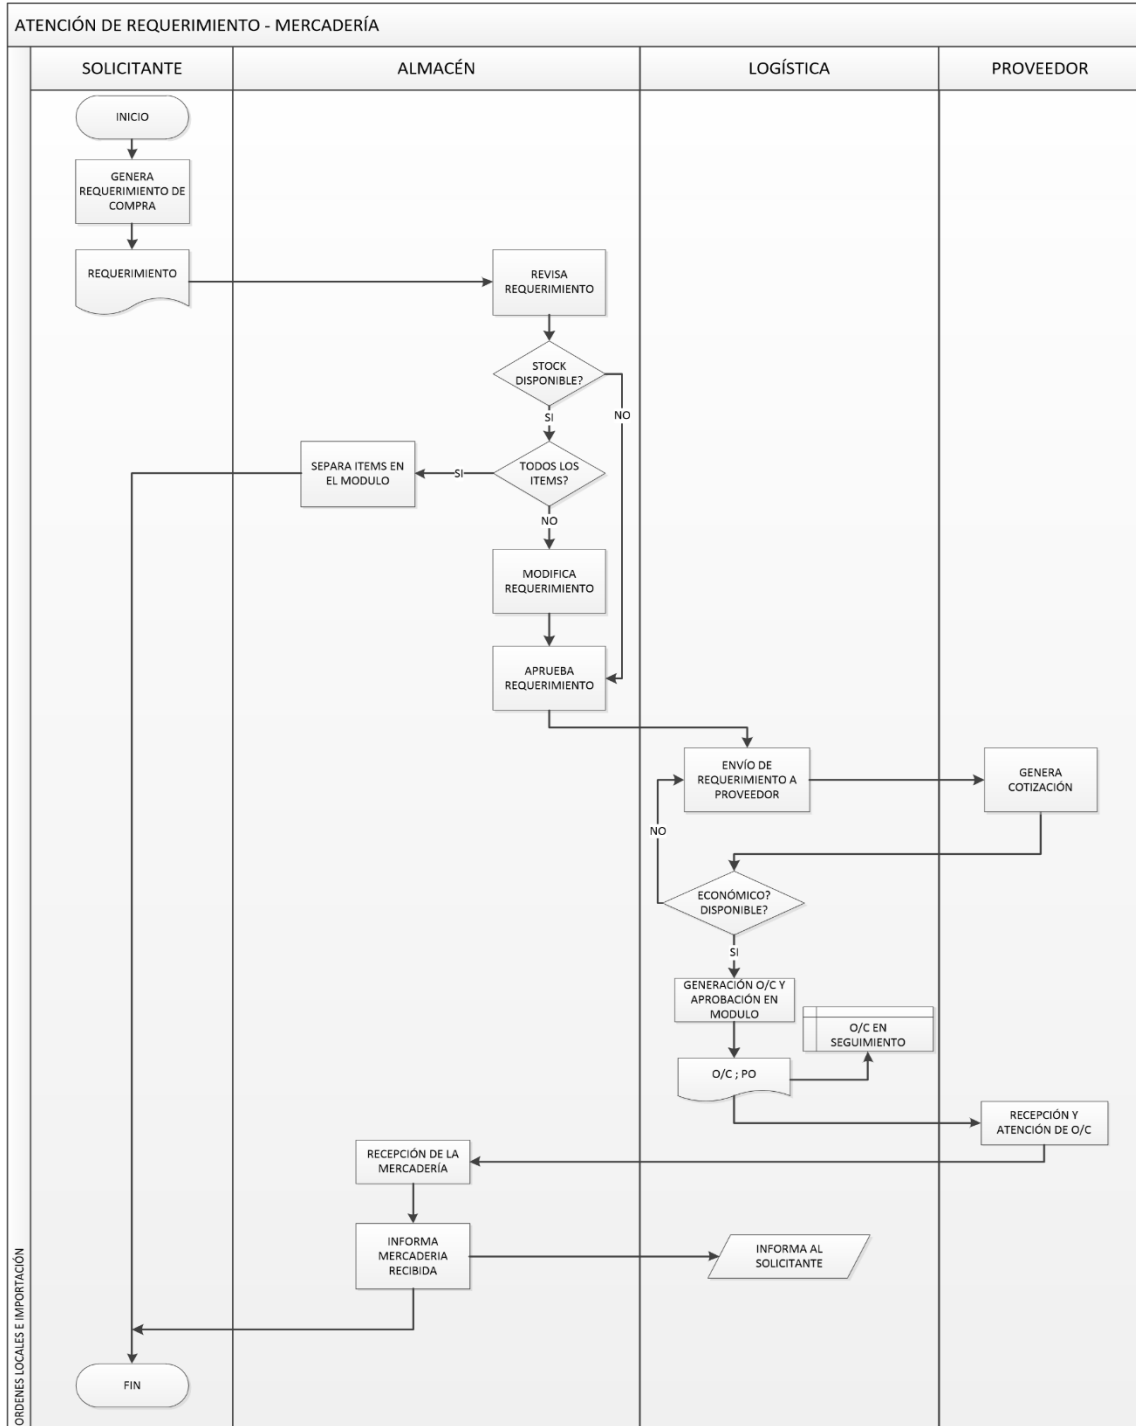 ATENCIÓN DE REQUERIMIENTO - MERCADERÍA
SOLICITANTE
ALMACÉN
LOGÍSTICA
PROVEEDOR
INICIO
GENERA
REQUERIMIENTO DE
COMPRA
REQUERIMIENTO
REVISA
REQUERIMIENTO
STOCK
DISPONIBLE?
NO
SI
TODOS LOS
ITEMS?
SI
SEPARA ITEMS EN
EL MODULO
NO
MODIFICA
REQUERIMIENTO
APRUEBA
REQUERIMIENTO
ENVÍO DE
REQUERIMIENTO A
PROVEEDOR
GENERA
COTIZACIÓN
NO
ECONÓMICO?
DISPONIBLE?
SI
GENERACIÓN O/C Y
APROBACIÓN EN
MODULO
O/C EN
SEGUIMIENTO
O/C ; PO
RECEPCIÓN Y
ATENCIÓN DE O/C
RECEPCIÓN DE LA
MERCADERÍA
INFORMA
MERCADERIA
RECIBIDA
INFORMA AL
SOLICITANTE
FIN
ORDENES LOCALES E IMPORTACIÓN